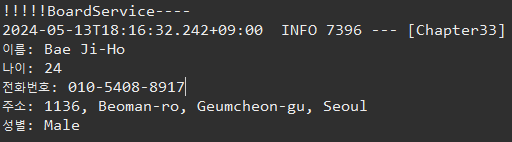 !!!!!BoardService----
2024-05-13T18:16:32.242+09:00  INFO 7396 --- [Chapter33]
이름: Bae Ji-Ho
나이: 24
전화번호: 010-5408-8917
주소: 1136, Beoman-ro, Geumcheon-gu, Seoul
성별: Male